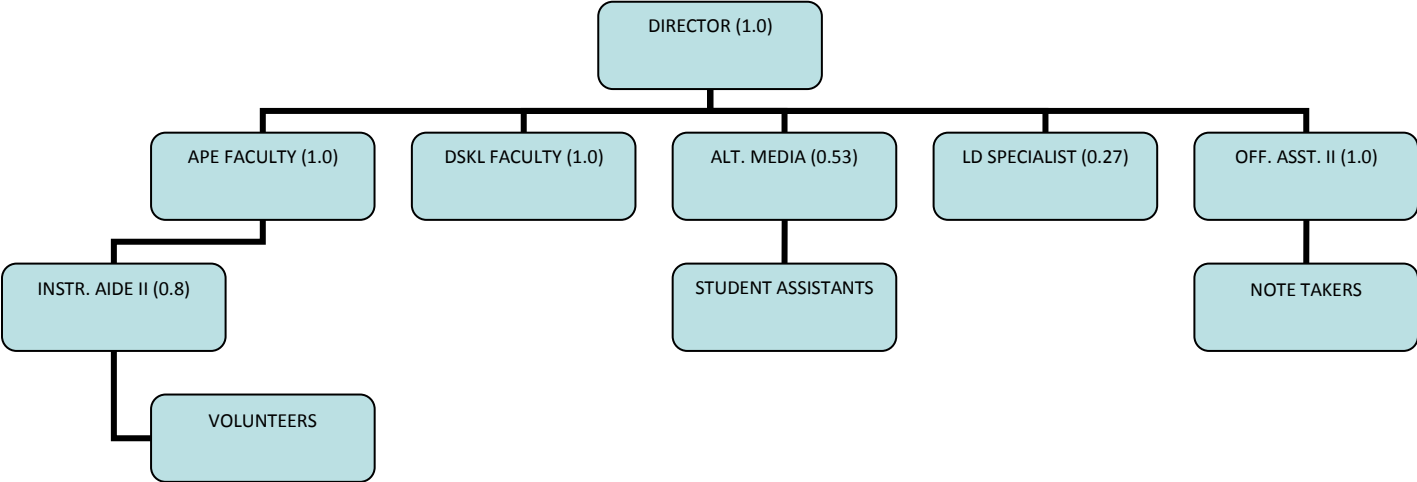 DIRECTOR (1.0)
APE FACULTY (1.0)
DSKL FACULTY (1.0)
ALT. MEDIA (0.53)
LD SPECIALIST (0.27)
OFF. ASST. II (1.0)
INSTR. AIDE II (0.8)
STUDENT ASSISTANTS
NOTE TAKERS
VOLUNTEERS